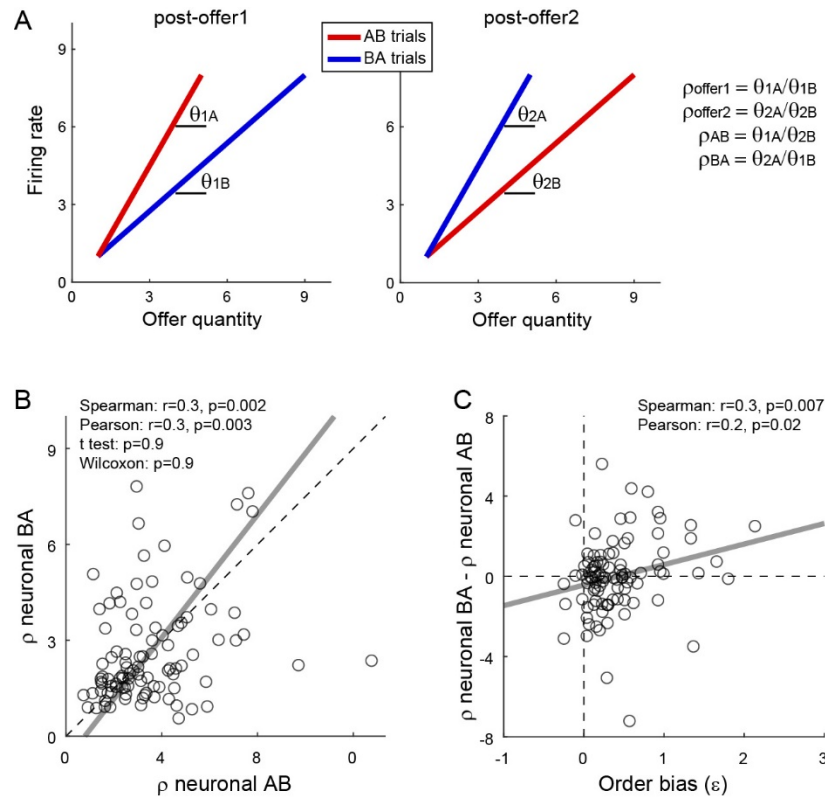 A
post-offer1
post-offer2
AB trials
BA trials
ρoffer1 = θ1A/θ1B
ρoffer2 = θ2A/θ2B
ρAB = θ1A/θ2B
ρBA = θ2A/θ1B
Firing rate
9
6
3
0
θ1A
θ1B
θ2A
θ2B
0 3 6 9
0 3 6 9
Offer quantity
Offer quantity
B
Spearman: r=0.3, p=0.002
Pearson: r=0.3, p=0.003
t test: p=0.9
Wilcoxon: p=0.9
ρ neuronal BA
9
6
3
0
0 4 8 0
ρ neuronal AB
C
Spearman: r=0.3, p=0.007
Pearson: r=0.2, p=0.02
ρ neuronal BA - ρ neuronal AB
8
4
0
-4
-8
-1 0 1 2 3
Order bias (ε)